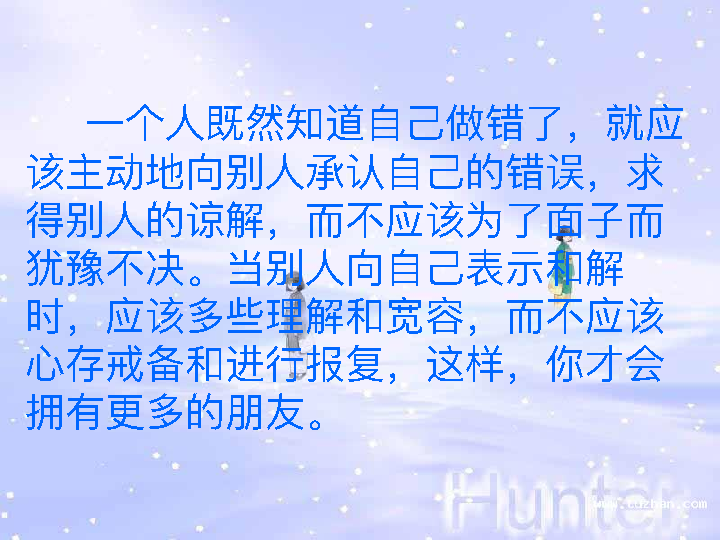 一个人既然知道自己做错了，就应
该主动地向别人承认自己的错误，求
得别人的谅解，而不应该为了面子而
犹豫不决。当别人向自己表示和解
时，应该多些理解和宽容，而不应该
心存戒备和进行报复，这样，你才会
拥有更多的朋友。
Hunter